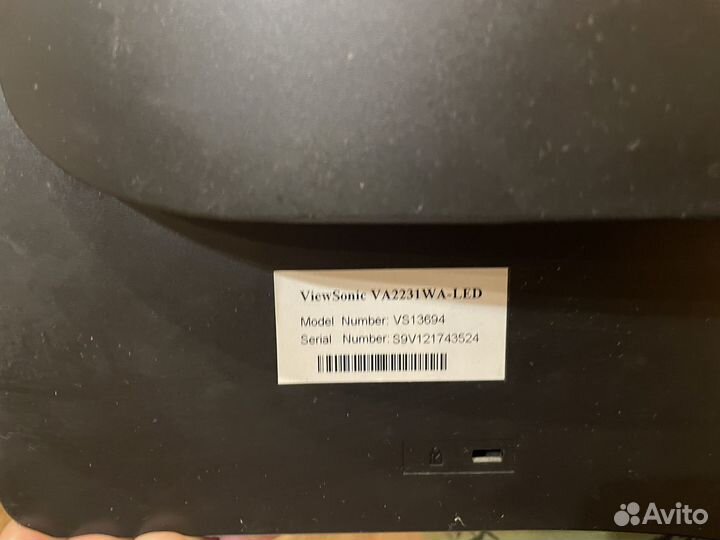 ViewSonic VA2231WA-LED
Model Number: VS13694
Serial Number: S9V121743524
Avito